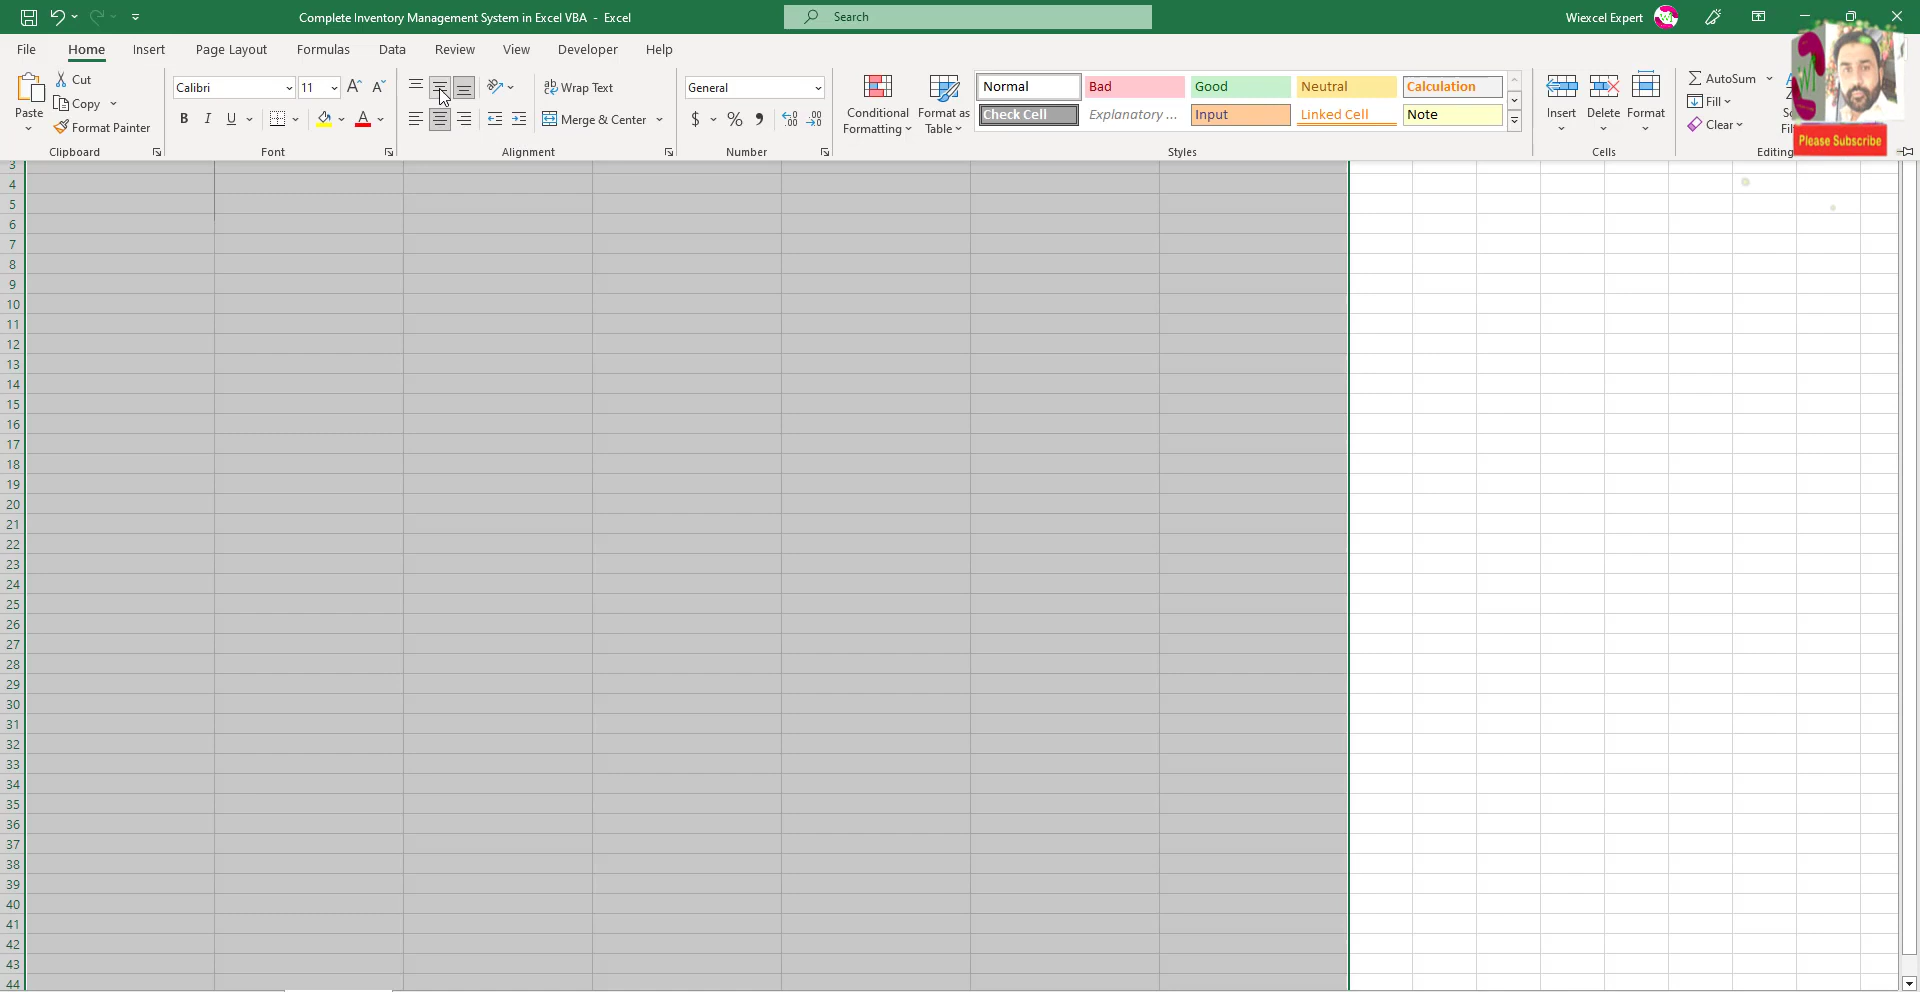 Complete Inventory Management System in Excel VBA - Excel
Search
Wiexcel Expert
File Home Insert Page Layout Formulas Data Review View Developer Help
Paste
Cut
Copy
Format Painter
Clipboard
Calibri 11
B I U
Font
Wrap Text
Merge & Center
Alignment
General
$ % ,
Number
Conditional Formatting
Format as Table
Normal Bad Good Neutral Calculation
Check Cell Explanatory ... Input Linked Cell Note
Styles
Insert Delete Format
Cells
AutoSum
Fill
Clear
Editing
Please Subscribe
3
4
5
6
7
8
9
10
11
12
13
14
15
16
17
18
19
20
21
22
23
24
25
26
27
28
29
30
31
32
33
34
35
36
37
38
39
40
41
42
43
44